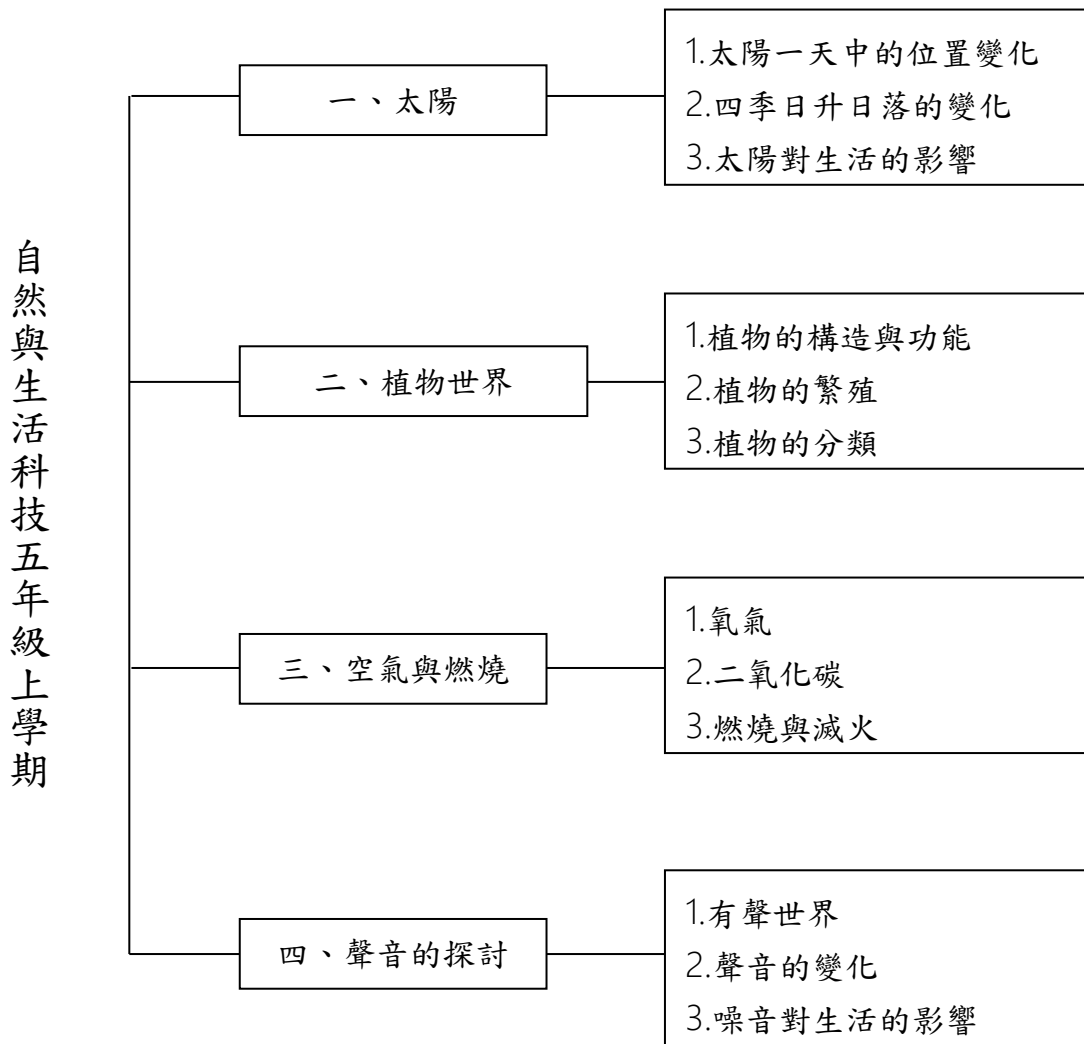 自然與生活科技五年級上學期
一、太陽
1.太陽一天中的位置變化
2.四季日升日落的變化
3.太陽對生活的影響
二、植物世界
1.植物的構造與功能
2.植物的繁殖
3.植物的分類
三、空氣與燃燒
1.氧氣
2.二氧化碳
3.燃燒與滅火
四、聲音的探討
1.有聲世界
2.聲音的變化
3.噪音對生活的影響